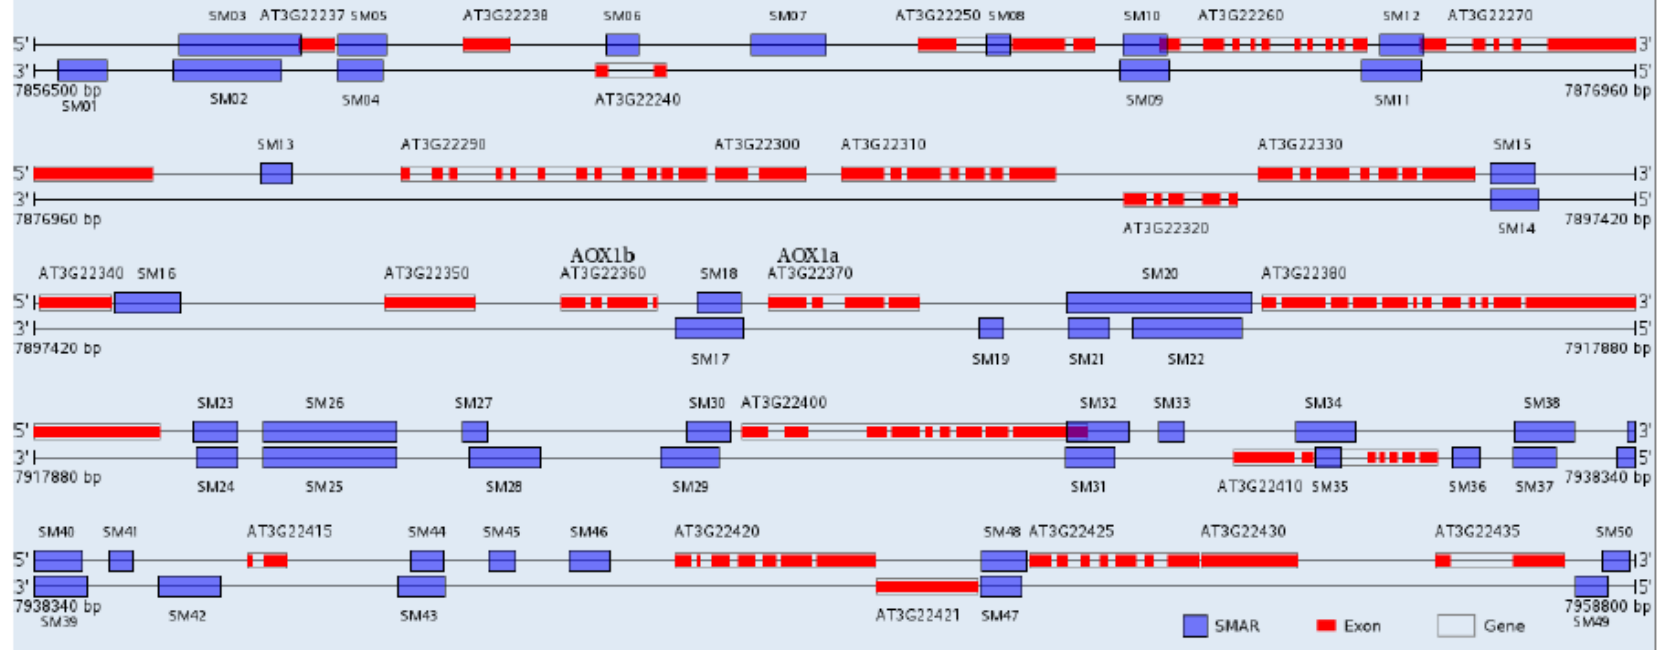 SM03 AT3G22237 SM05 AT3G22238 SM06 SM07 AT3G22250 SM08 SM10 AT3G22260 SM12 AT3G22270
5' 3'
3' 5'
7856500 bp 7876960 bp
SM01 SM02 SM04 AT3G22240 SM09 SM11
SM13 AT3G22290 AT3G22300 AT3G22310 AT3G22330 SM15
5' 3'
3' 5'
7876960 bp 7897420 bp
AT3G22320 SM14
AOX1b AOX1a
AT3G22340 SM16 AT3G22350 AT3G22360 SM18 AT3G22370 SM20 AT3G22380
5' 3'
3' 5'
7897420 bp 7917880 bp
SM17 SM19 SM21 SM22
SM23 SM26 SM27 SM30 AT3G22400 SM32 SM33 SM34 SM38
5' 3'
3' 5'
7917880 bp 7938340 bp
SM24 SM25 SM28 SM29 SM31 AT3G22410 SM35 SM36 SM37
SM40 SM41 AT3G22415 SM44 SM45 SM46 AT3G22420 SM48 AT3G22425 AT3G22430 AT3G22435 SM50
5' 3'
3' 5'
7938340 bp 7958800 bp
SM39 SM42 SM43 AT3G22421 SM47 SM49
SMAR Exon Gene